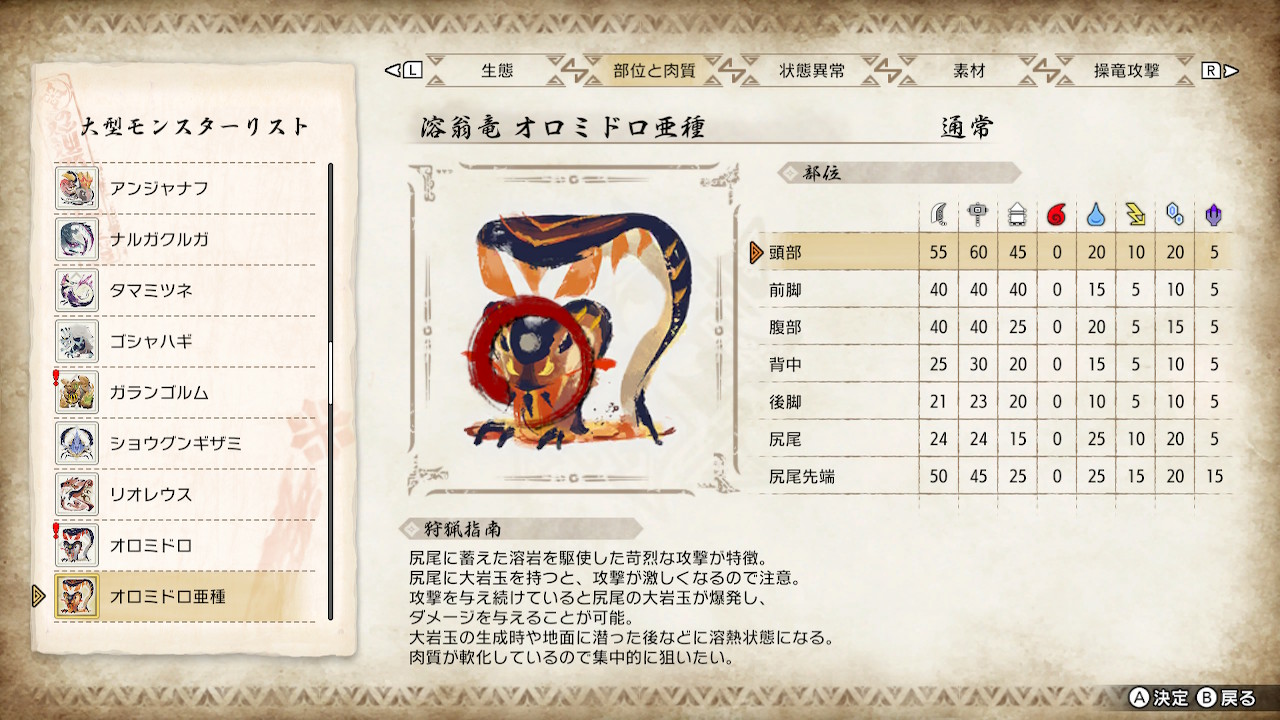 L
生態
部位と肉質
状態異常
素材
操竜攻撃
R
大型モンスターリスト
アンジャナフ
ナルガクルガ
タマミツネ
ゴシャハギ
ガランゴルム
ショウグンギザミ
リオレウス
オロミドロ
オロミドロ亜種
溶翁竜 オロミドロ亜種
通常
部位
頭部 55 60 45 0 20 10 20 5
前脚 40 40 40 0 15 5 10 5
腹部 40 40 25 0 20 5 15 5
背中 25 30 20 0 15 5 10 5
後脚 21 23 20 0 10 5 10 5
尻尾 24 24 15 0 25 10 20 5
尻尾先端 50 45 25 0 25 15 20 15
狩猟指南
尻尾に蓄えた溶岩を駆使した苛烈な攻撃が特徴。
尻尾に大岩玉を持つと、攻撃が激しくなるので注意。
攻撃を与え続けていると尻尾の大岩玉が爆発し、
ダメージを与えることが可能。
大岩玉の生成時や地面に潜った後などに溶熱状態になる。
肉質が軟化しているので集中的に狙いたい。
A 決定 B 戻る